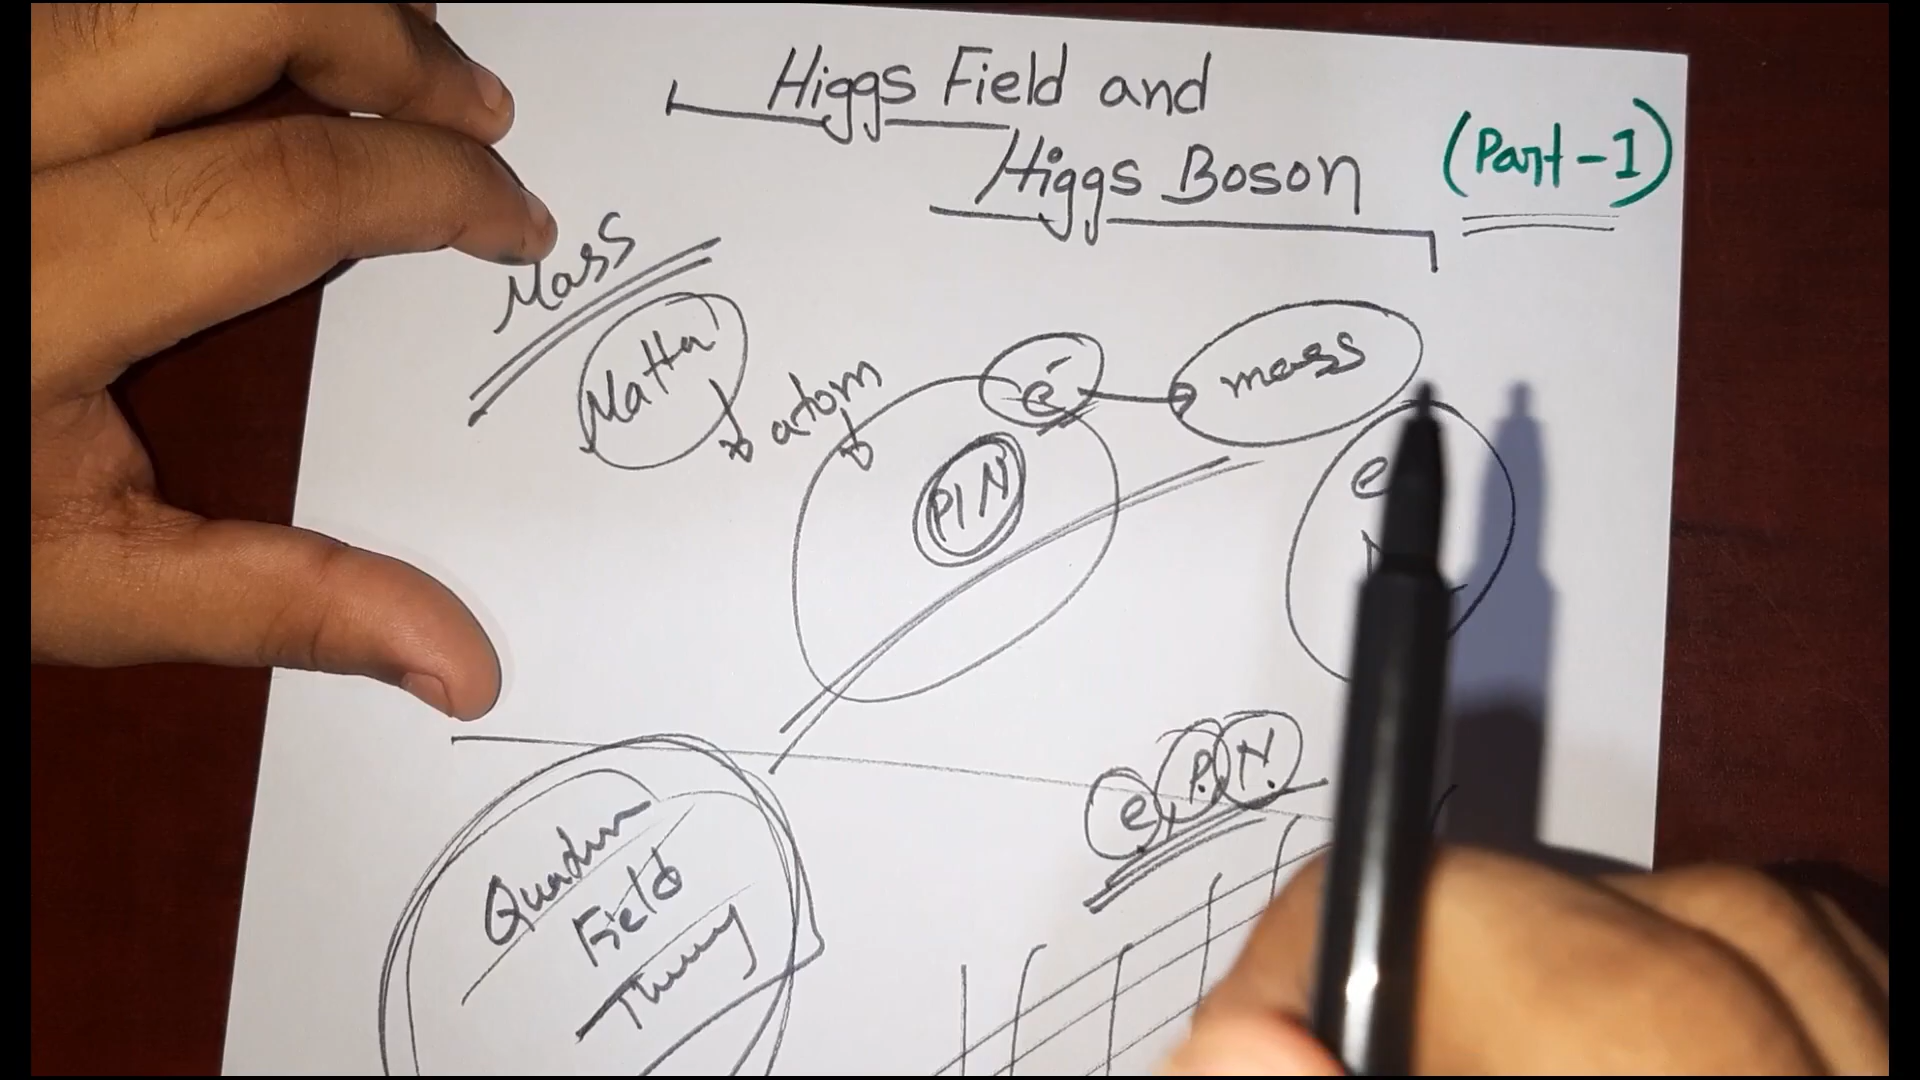 Higgs Field and
Higgs Boson
(Part-1)
Mass
Matter
atom
e⁻
mass
P/N
e
e, P, N
Quantum
Field
Theory